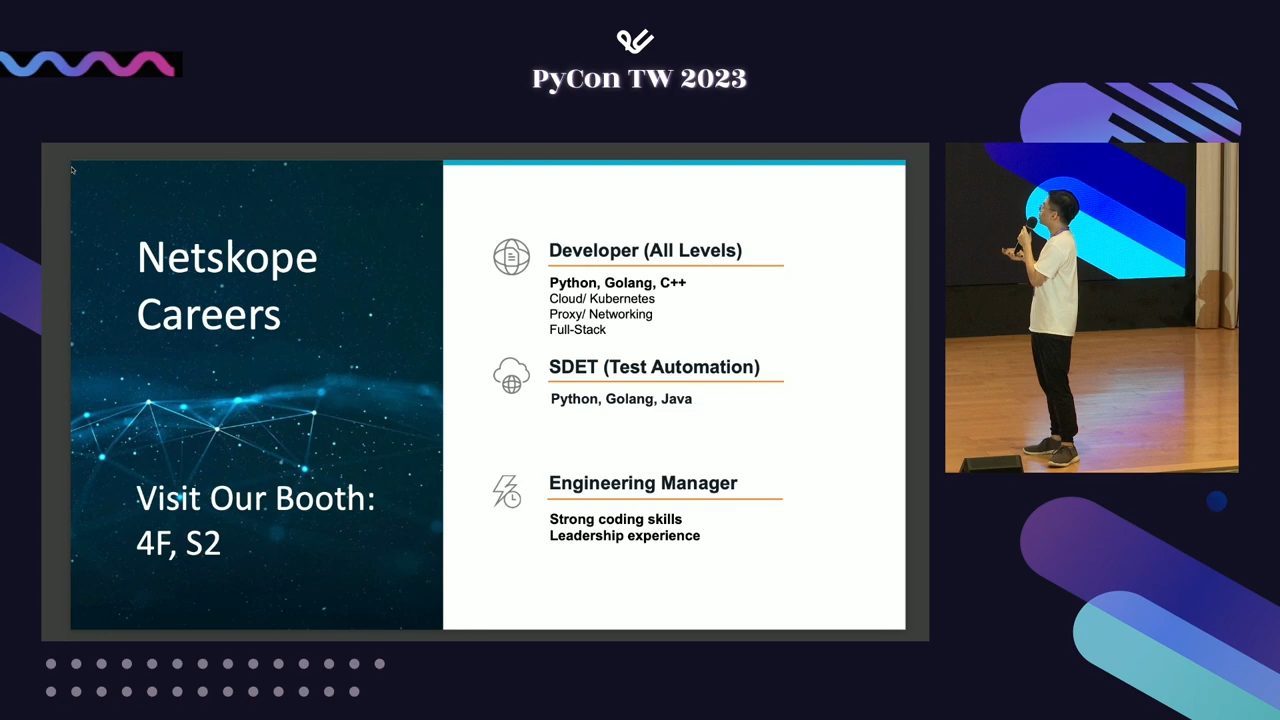 PyCon TW 2023
Netskope
Careers
Visit Our Booth:
4F, S2
Developer (All Levels)
Python, Golang, C++
Cloud/ Kubernetes
Proxy/ Networking
Full-Stack
SDET (Test Automation)
Python, Golang, Java
Engineering Manager
Strong coding skills
Leadership experience